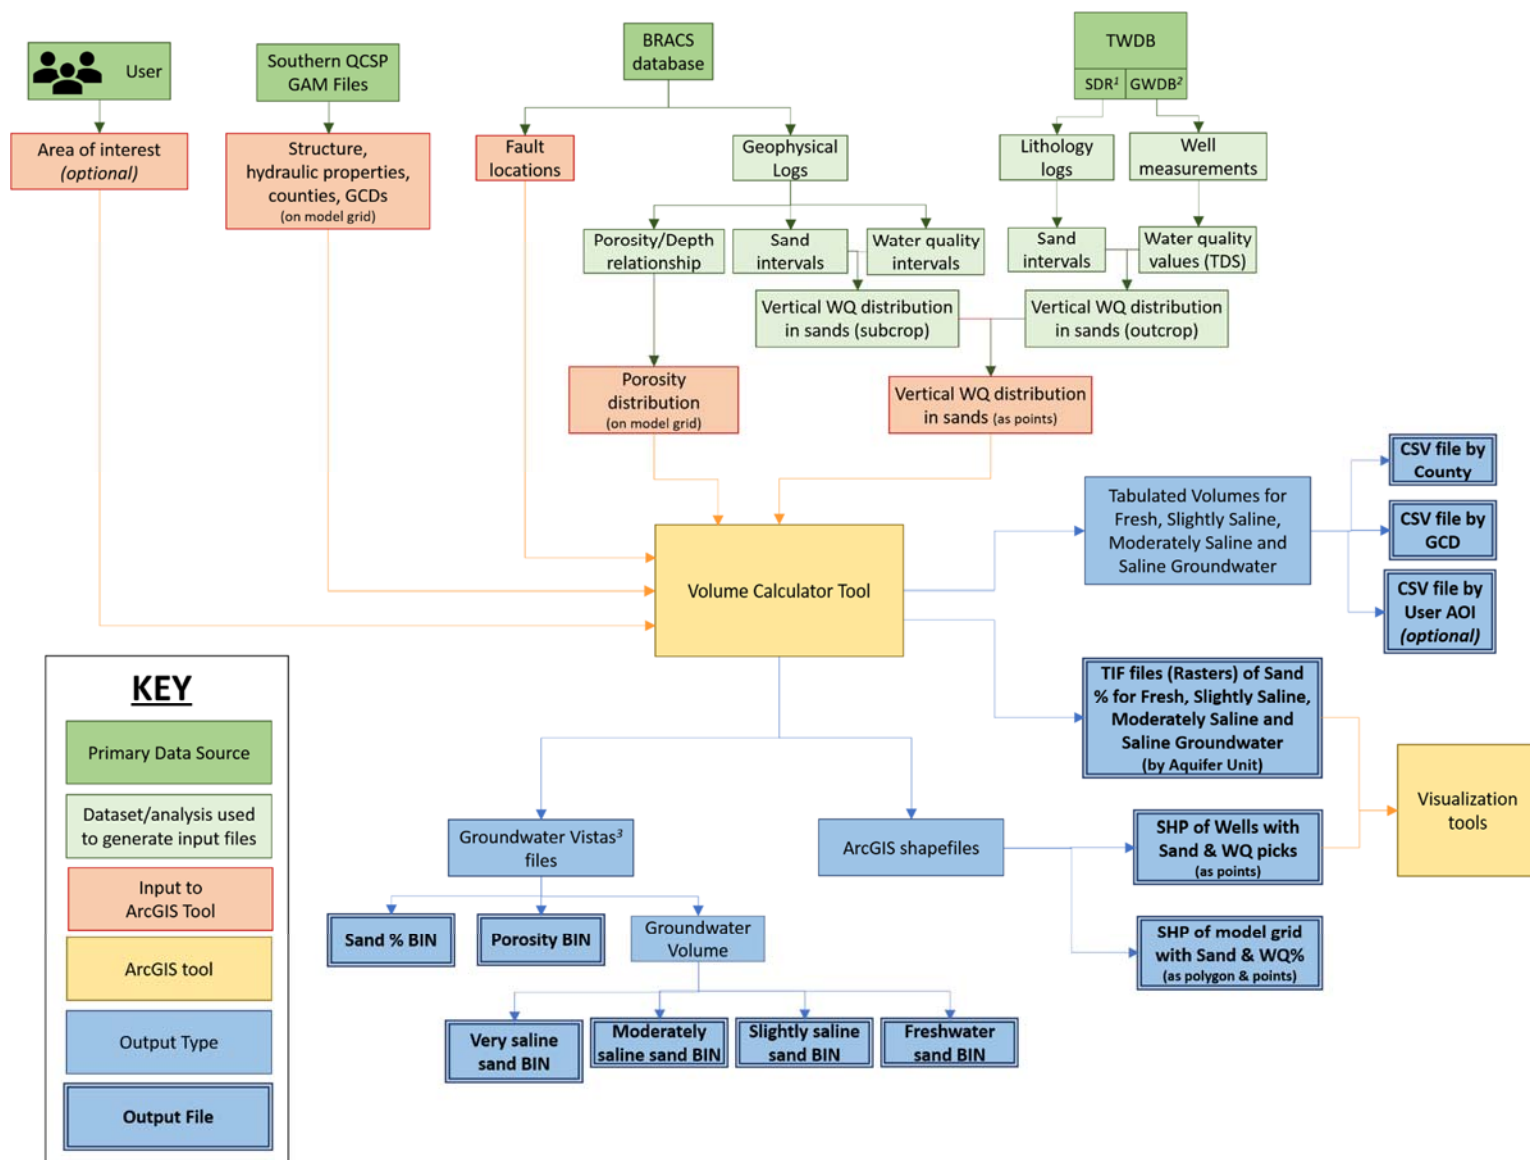 User
Southern QCSP
GAM Files
BRACS
database
TWDB
SDR¹
GWDB²
Area of interest
(optional)
Structure,
hydraulic properties,
counties, GCDs
(on model grid)
Fault
locations
Geophysical
Logs
Lithology
logs
Well
measurements
Porosity/Depth
relationship
Sand
intervals
Water quality
intervals
Sand
intervals
Water quality
values (TDS)
Vertical WQ distribution
in sands (subcrop)
Vertical WQ distribution
in sands (outcrop)
Porosity
distribution
(on model grid)
Vertical WQ distribution
in sands (as points)
Volume Calculator Tool
Tabulated Volumes for
Fresh, Slightly Saline,
Moderately Saline and
Saline Groundwater
CSV file by
County
CSV file by
GCD
CSV file by
User AOI
(optional)
TIF files (Rasters) of Sand
% for Fresh, Slightly Saline,
Moderately Saline and
Saline Groundwater
(by Aquifer Unit)
Visualization
tools
Groundwater Vistas³
files
ArcGIS shapefiles
SHP of Wells with
Sand & WQ picks
(as points)
SHP of model grid
with Sand & WQ%
(as polygon & points)
Sand % BIN
Porosity BIN
Groundwater
Volume
Very saline
sand BIN
Moderately
saline sand BIN
Slightly saline
sand BIN
Freshwater
sand BIN
KEY
Primary Data Source
Dataset/analysis used
to generate input files
Input to
ArcGIS Tool
ArcGIS tool
Output Type
Output File